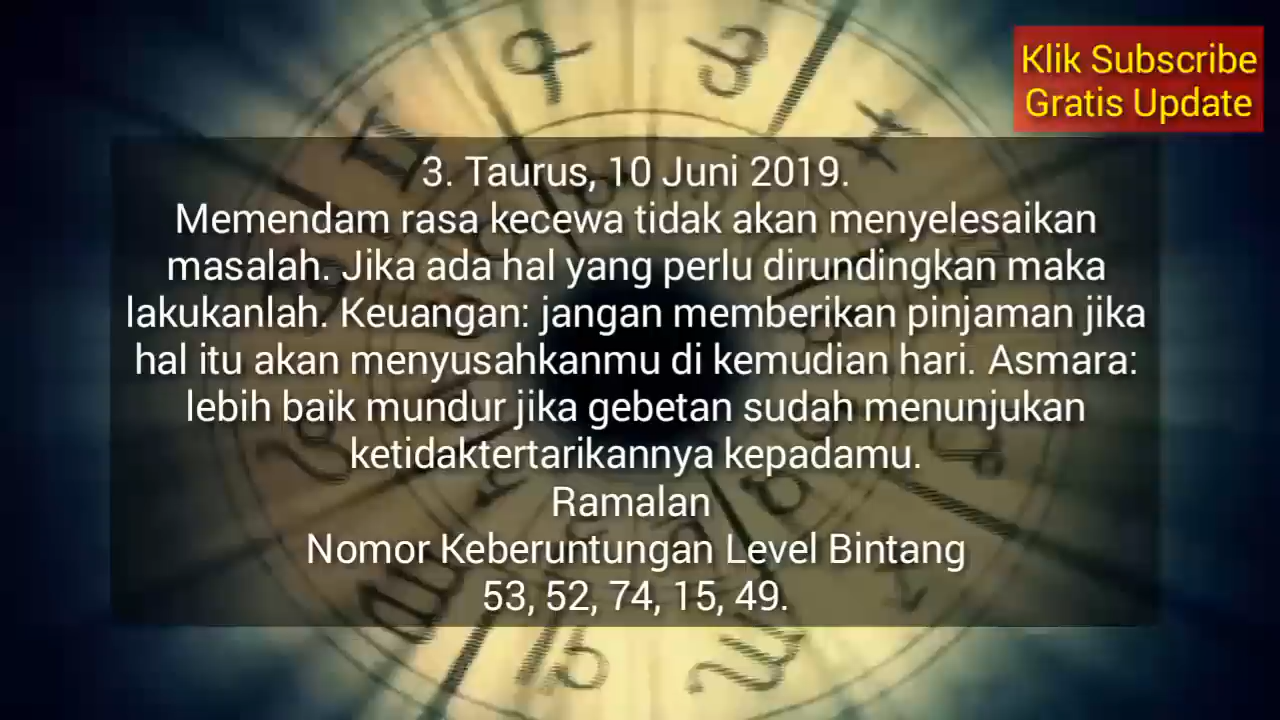 Klik Subscribe
Gratis Update
3. Taurus, 10 Juni 2019.
Memendam rasa kecewa tidak akan menyelesaikan
masalah. Jika ada hal yang perlu dirundingkan maka
lakukanlah. Keuangan: jangan memberikan pinjaman jika
hal itu akan menyusahkanmu di kemudian hari. Asmara:
lebih baik mundur jika gebetan sudah menunjukan
ketidaktertarikannya kepadamu.
Ramalan
Nomor Keberuntungan Level Bintang
53, 52, 74, 15, 49.